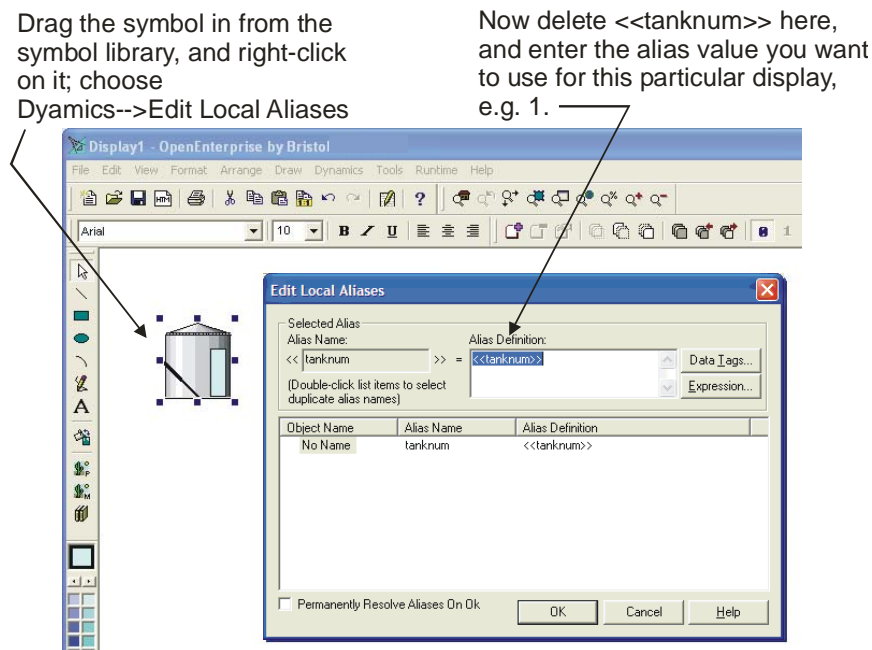 Drag the symbol in from the
symbol library, and right-click
on it; choose
Dyamics-->Edit Local Aliases
Now delete <<tanknum>> here,
and enter the alias value you want
to use for this particular display,
e.g. 1.
Display1 - OpenEnterprise by Bristol
File Edit View Format Arrange Draw Dynamics Tools Runtime Help
HTM
?
Arial 10 B I U 0 1
Edit Local Aliases
Selected Alias
Alias Name: Alias Definition:
<< tanknum >> = <<tanknum>> Data Tags...
(Double-click list items to select
duplicate alias names)
Expression...
Object Name Alias Name Alias Definition
No Name tanknum <<tanknum>>
Permanently Resolve Aliases On Ok OK Cancel Help
A
P
M